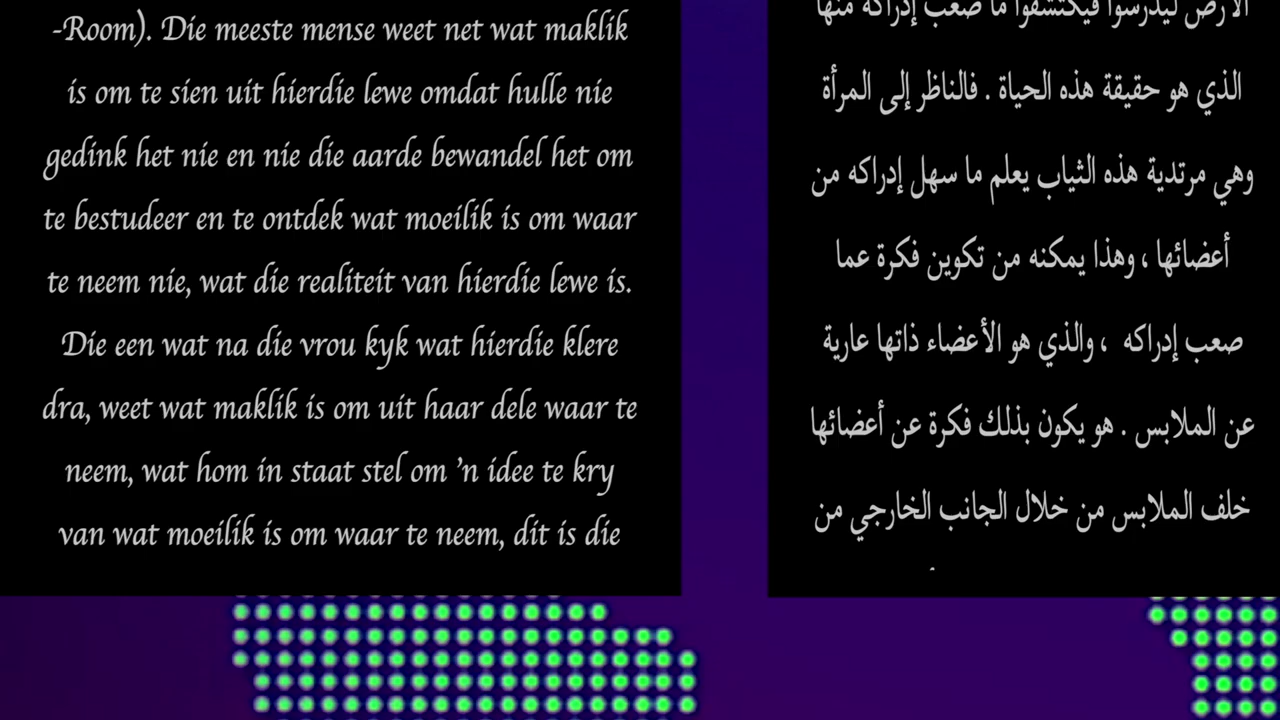 -Room). Die meeste mense weet net wat maklik
is om te sien uit hierdie lewe omdat hulle nie
gedink het nie en nie die aarde bewandel het om
te bestudeer en te ontdek wat moeilik is om waar
te neem nie, wat die realiteit van hierdie lewe is.
Die een wat na die vrou kyk wat hierdie klere
dra, weet wat maklik is om uit haar dele waar te
neem, wat hom in staat stel om 'n idee te kry
van wat moeilik is om waar te neem, dit is die
الأرض ليدرسوا فيكتشفوا ما صعب إدراكه منها
الذي هو حقيقة هذه الحياة . فالناظر إلى المرأة
وهي مرتدية هذه الثياب يعلم ما سهل إدراكه من
أعضائها ، وهذا يمكنه من تكوين فكرة عما
صعب إدراكه ، والذي هو الأعضاء ذاتها عارية
عن الملابس . هو يكون بذلك فكرة عن أعضائها
خلف الملابس من خلال الجانب الخارجي من